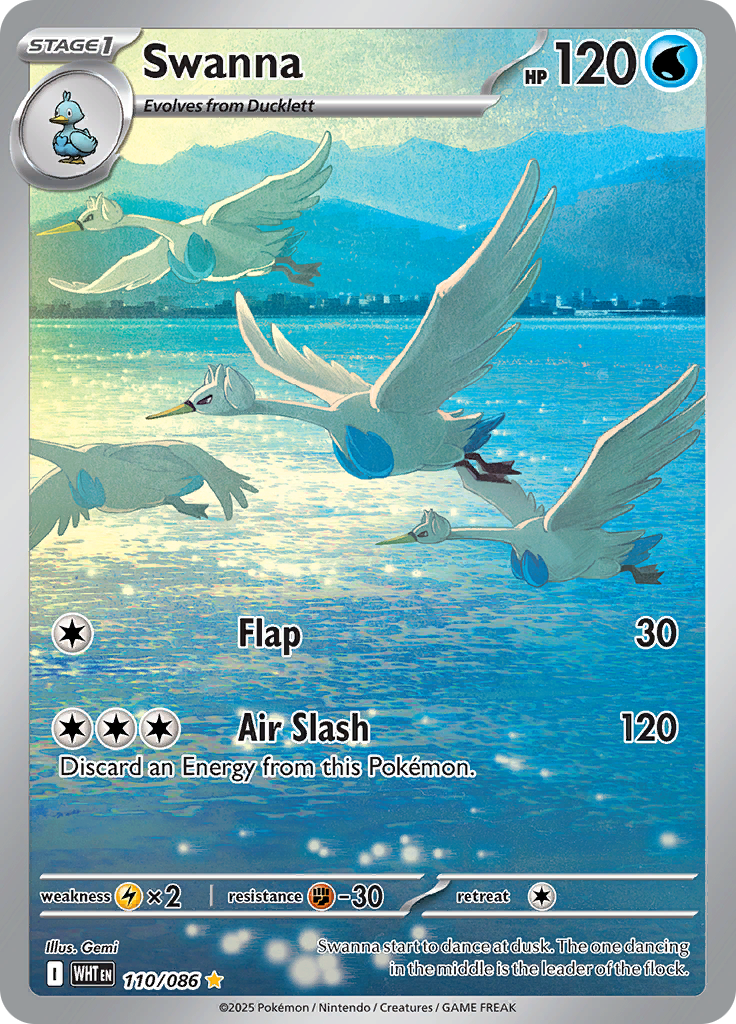 STAGE1
Swanna
HP 120
Evolves from Ducklett
Flap 30
Air Slash 120
Discard an Energy from this Pokémon.
weakness ×2 resistance -30 retreat
Illus. Gemi
Swanna start to dance at dusk. The one dancing
in the middle is the leader of the flock.
I WHT EN 110/086
©2025 Pokémon / Nintendo / Creatures / GAME FREAK